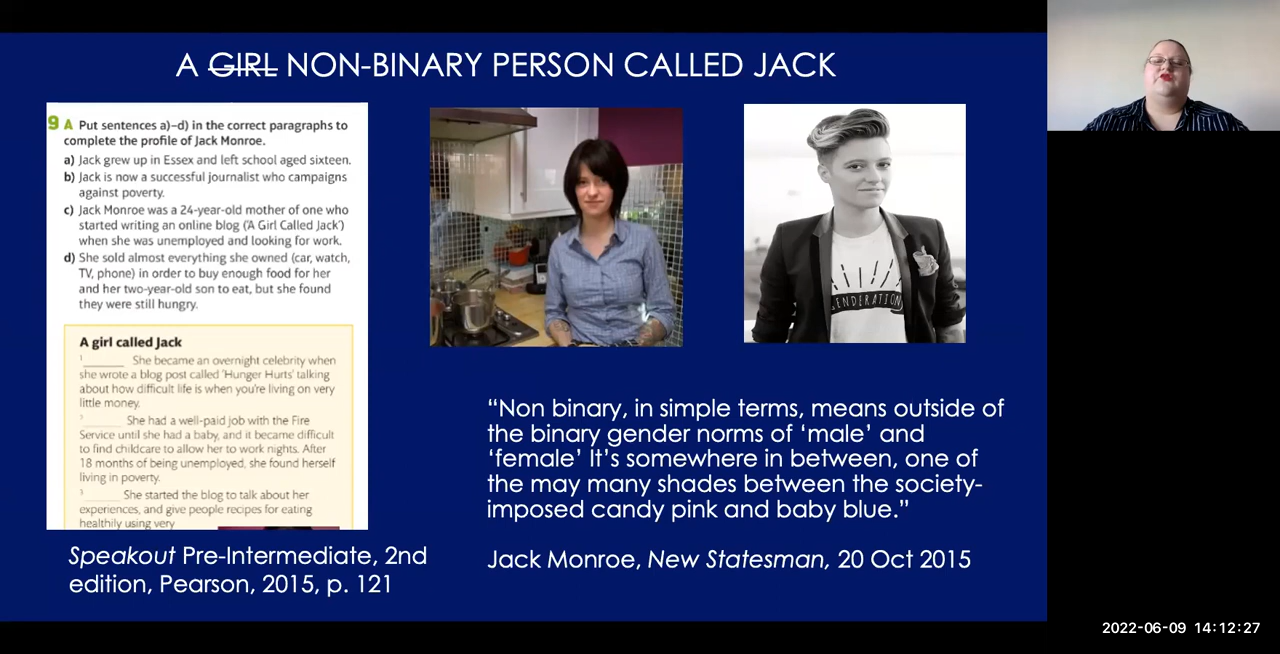 A GIRL NON-BINARY PERSON CALLED JACK
9 A Put sentences a)–d) in the correct paragraphs to
complete the profile of Jack Monroe.
a) Jack grew up in Essex and left school aged sixteen.
b) Jack is now a successful journalist who campaigns
against poverty.
c) Jack Monroe was a 24-year-old mother of one who
started writing an online blog ('A Girl Called Jack')
when she was unemployed and looking for work.
d) She sold almost everything she owned (car, watch,
TV, phone) in order to buy enough food for her
and her two-year-old son to eat, but she found
they were still hungry.
A girl called Jack
1 ______ She became an overnight celebrity when
she wrote a blog post called 'Hunger Hurts' talking
about how difficult life is when you're living on very
little money.
2 ______ She had a well-paid job with the Fire
Service until she had a baby, and it became difficult
to find childcare to allow her to work nights. After
18 months of being unemployed, she found herself
living in poverty.
3 ______ She started the blog to talk about her
experiences, and give people recipes for eating
healthily using very
Speakout Pre-Intermediate, 2nd
edition, Pearson, 2015, p. 121
ENDERATION
“Non binary, in simple terms, means outside of
the binary gender norms of ‘male’ and
‘female’ It’s somewhere in between, one of
the may many shades between the society-
imposed candy pink and baby blue.”
Jack Monroe, New Statesman, 20 Oct 2015
2022-06-09 14:12:27